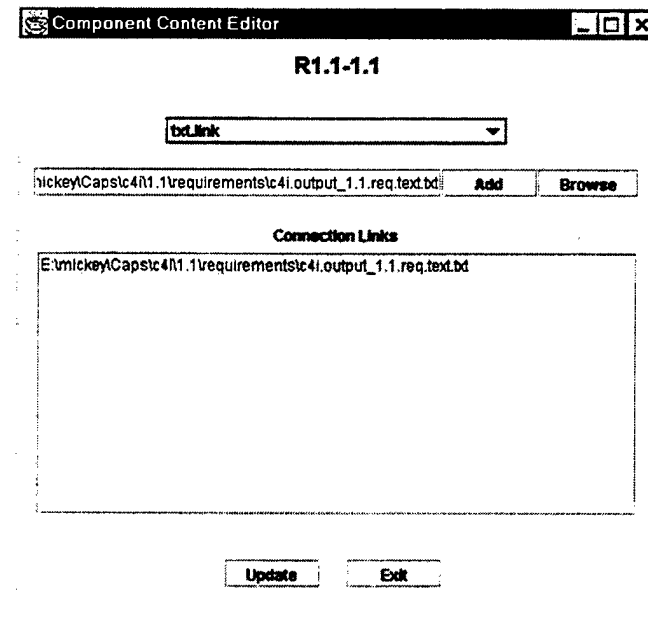 Component Content Editor
R1.1-1.1
txt.link
nickey\Caps\c4i\1.1\requirements\c4i.output_1.1.req.text.txt Add Browse
Connection Links
E:\mickey\Caps\c4i\1.1\requirements\c4i.output_1.1.req.text.txt
Update Exit